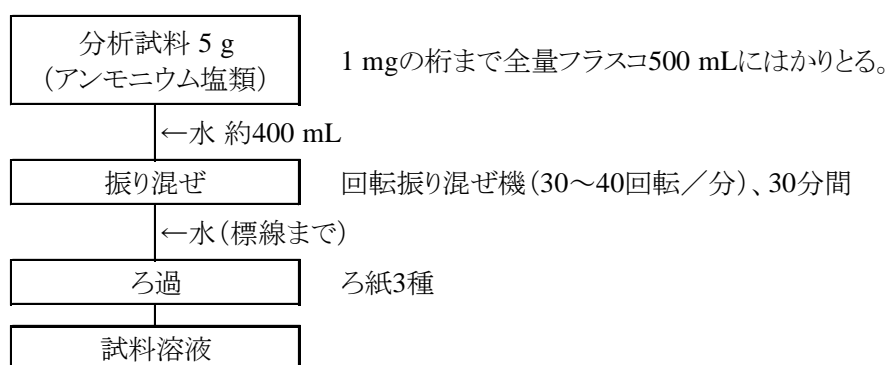 分析試料 5 g
(アンモニウム塩類)
1 mgの桁まで全量フラスコ500 mLにはかりとる。
←水 約400 mL
振り混ぜ
回転振り混ぜ機(30～40回転／分)、30分間
←水(標線まで)
ろ過
ろ紙3種
試料溶液